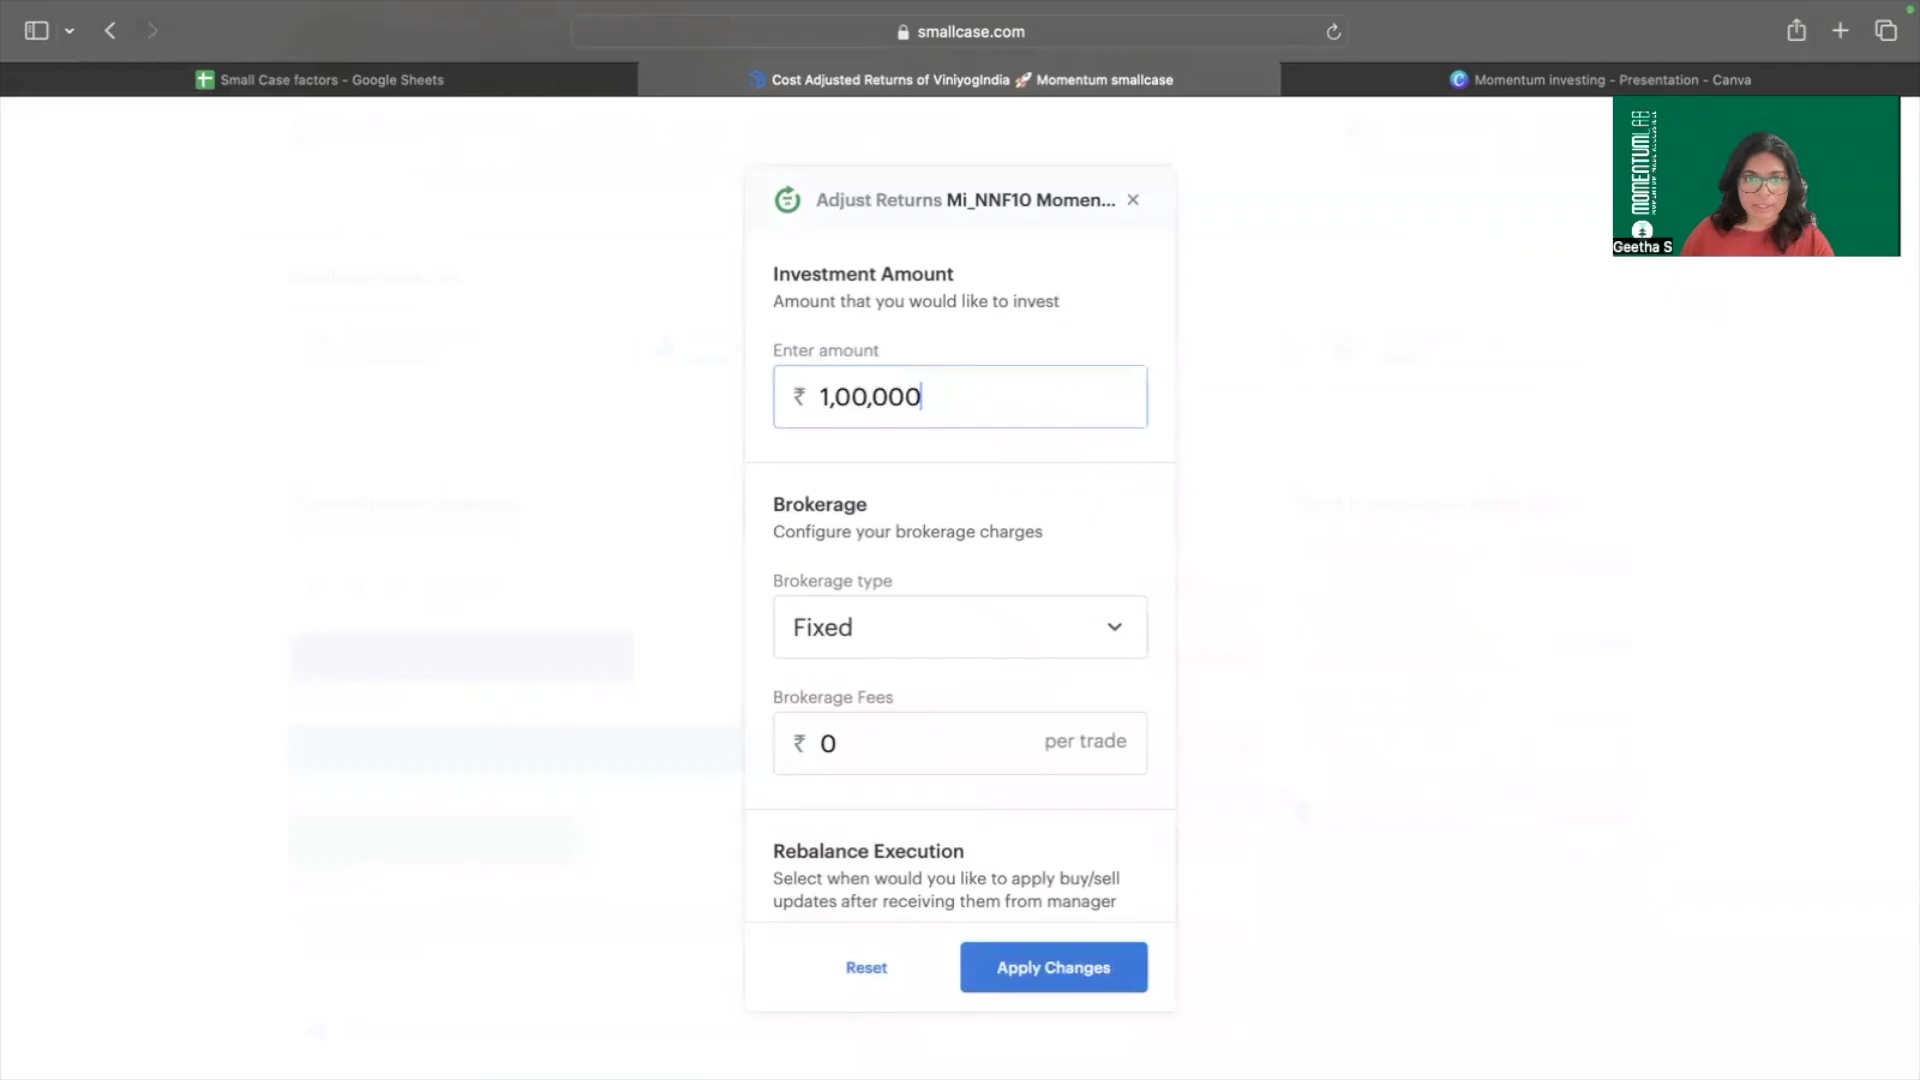 smallcase.com
Small Case factors - Google Sheets
Cost Adjusted Returns of ViniyogIndia 🚀 Momentum smallcase
Momentum investing - Presentation - Canva
MOMENTUMLAB
Geetha S
Adjust Returns Mi_NNF10 Momen...
Investment Amount
Amount that you would like to invest
Enter amount
₹ 1,00,000
Brokerage
Configure your brokerage charges
Brokerage type
Fixed
Brokerage Fees
₹ 0 per trade
Rebalance Execution
Select when would you like to apply buy/sell
updates after receiving them from manager
Reset
Apply Changes